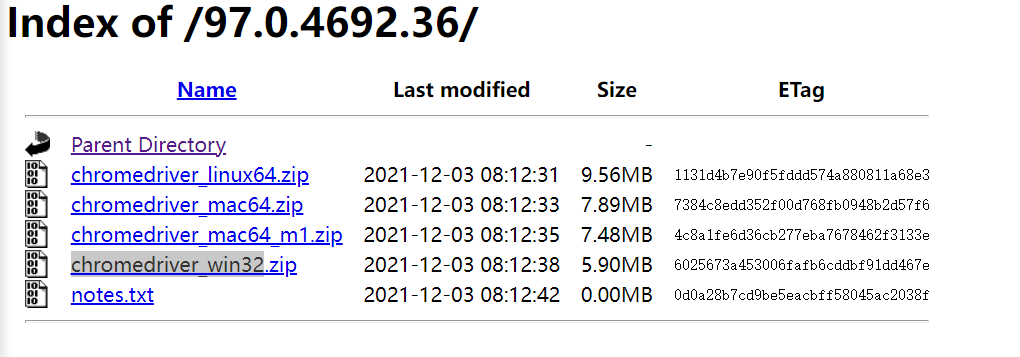 Index of /97.0.4692.36/
Name Last modified Size ETag
Parent Directory -
chromedriver_linux64.zip 2021-12-03 08:12:31 9.56MB 1131d4b7e90f5fddd574a880811a68e3
chromedriver_mac64.zip 2021-12-03 08:12:33 7.89MB 7384c8edd352f00d768fb0948b2d57f6
chromedriver_mac64_m1.zip 2021-12-03 08:12:35 7.48MB 4c8a1fe6d36cb277eba7678462f3133e
chromedriver_win32.zip 2021-12-03 08:12:38 5.90MB 6025673a453006fafb6cddbf91dd467e
notes.txt 2021-12-03 08:12:42 0.00MB 0d0a28b7cd9be5eacbff58045ac2038f